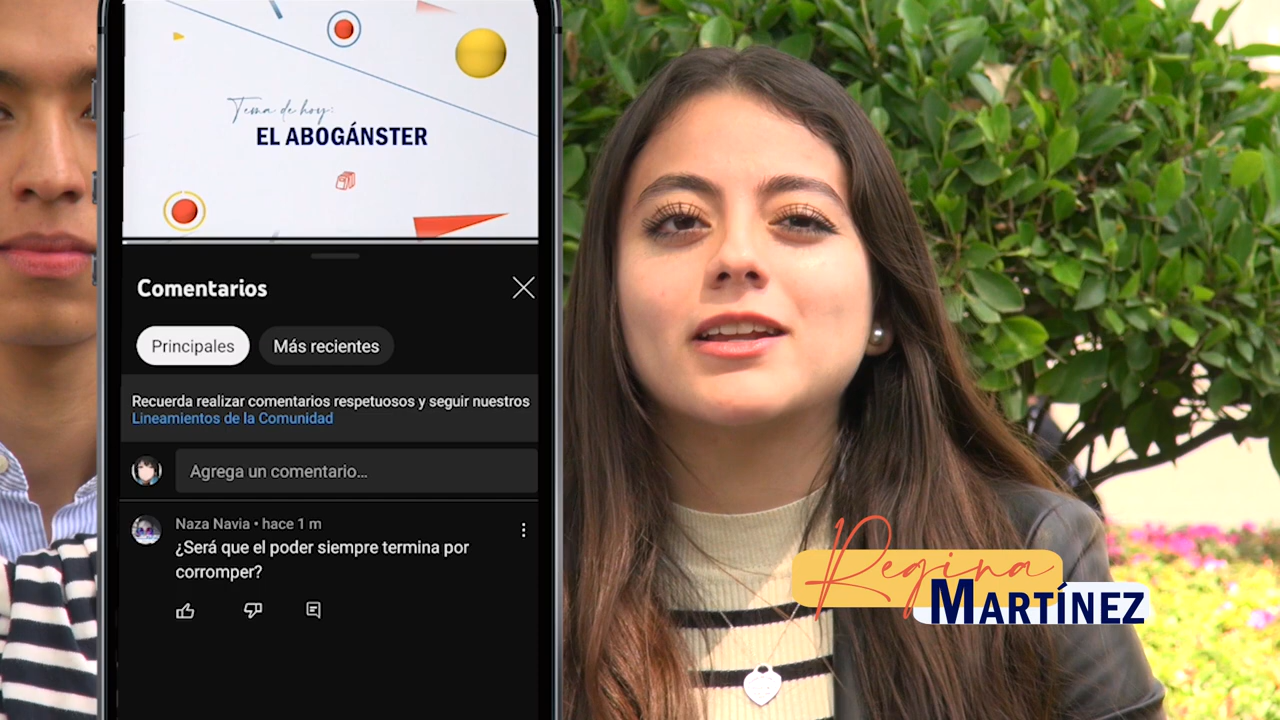 Tema de hoy:
EL ABOGÁNSTER
Comentarios
Principales
Más recientes
Recuerda realizar comentarios respetuosos y seguir nuestros
Lineamientos de la Comunidad
Agrega un comentario...
Naza Navia • hace 1 m
¿Será que el poder siempre termina por
corromper?
Regina
MARTÍNEZ